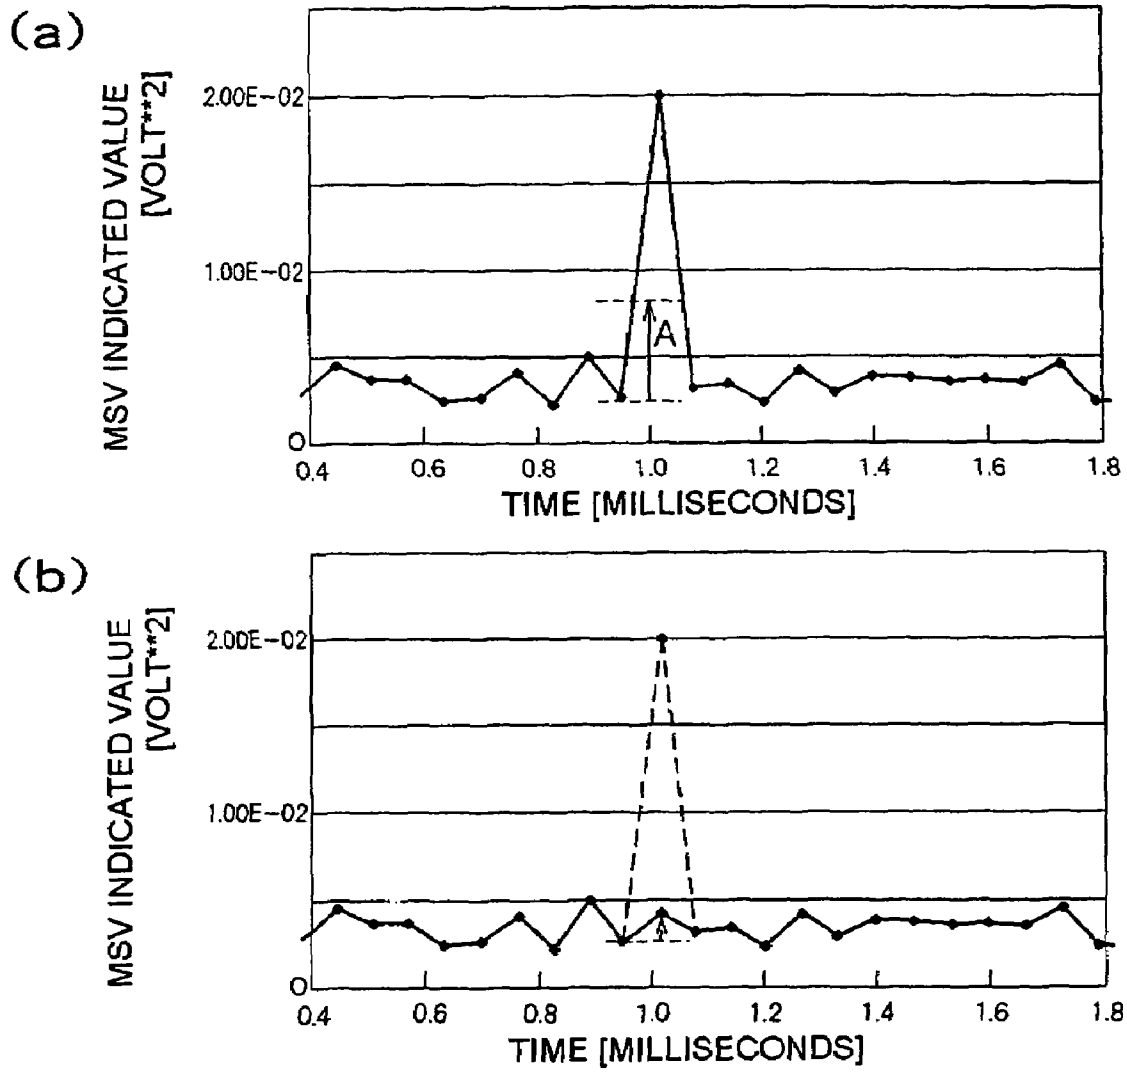 (a)
MSV INDICATED VALUE
[VOLT**2]
2.00E-02
1.00E-02
0
A
0.4 0.6 0.8 1.0 1.2 1.4 1.6 1.8
TIME [MILLISECONDS]
(b)
MSV INDICATED VALUE
[VOLT**2]
2.00E-02
1.00E-02
0
0.4 0.6 0.8 1.0 1.2 1.4 1.6 1.8
TIME [MILLISECONDS]